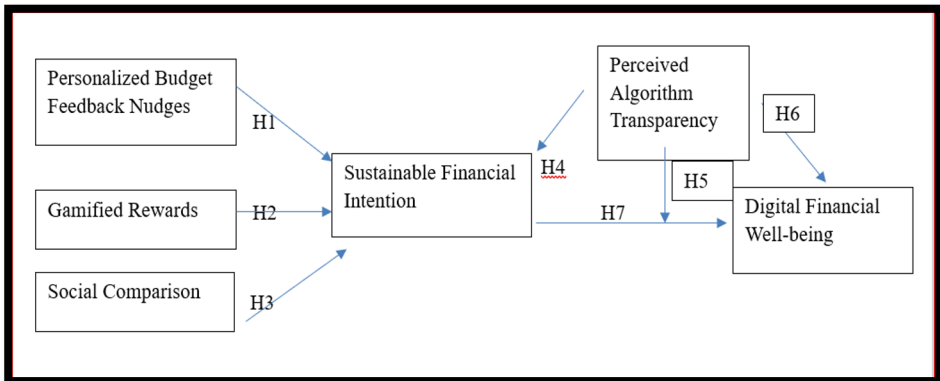 Personalized Budget
Feedback Nudges
H1
Gamified Rewards
H2
Social Comparison
H3
Sustainable Financial
Intention
H4
Perceived
Algorithm
Transparency
H5
H6
H7
Digital Financial
Well-being